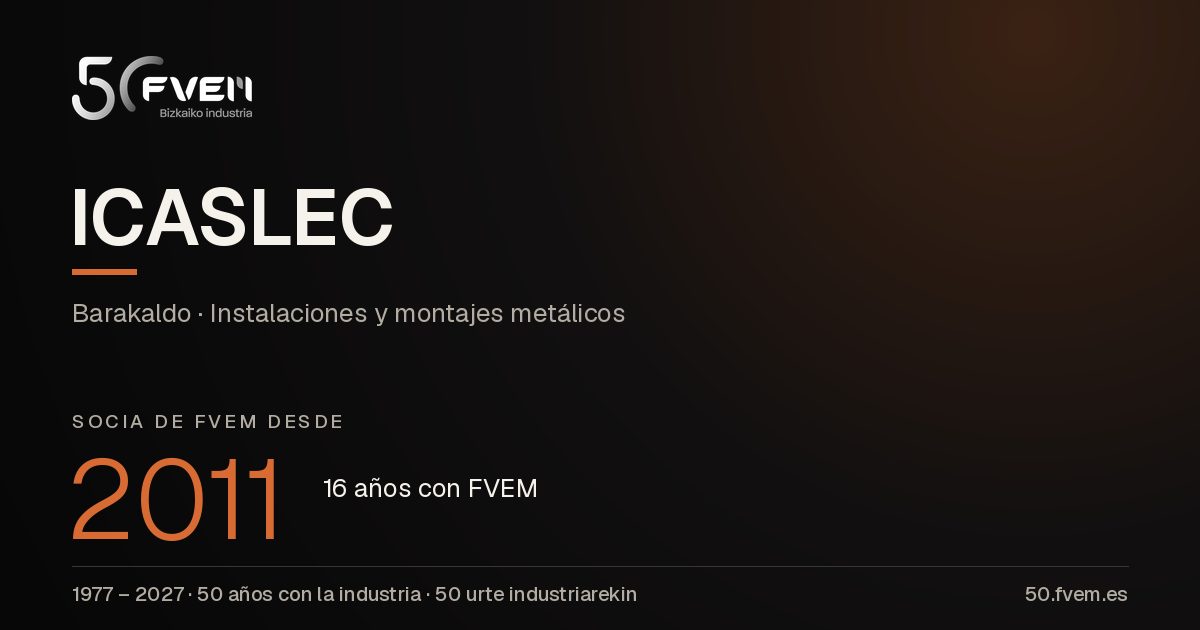 50 FVEM
Bizkaiko industria
ICASLEC
Barakaldo · Instalaciones y montajes metálicos
SOCIA DE FVEM DESDE
2011
16 años con FVEM
1977 – 2027 · 50 años con la industria · 50 urte industriarekin
50.fvem.es